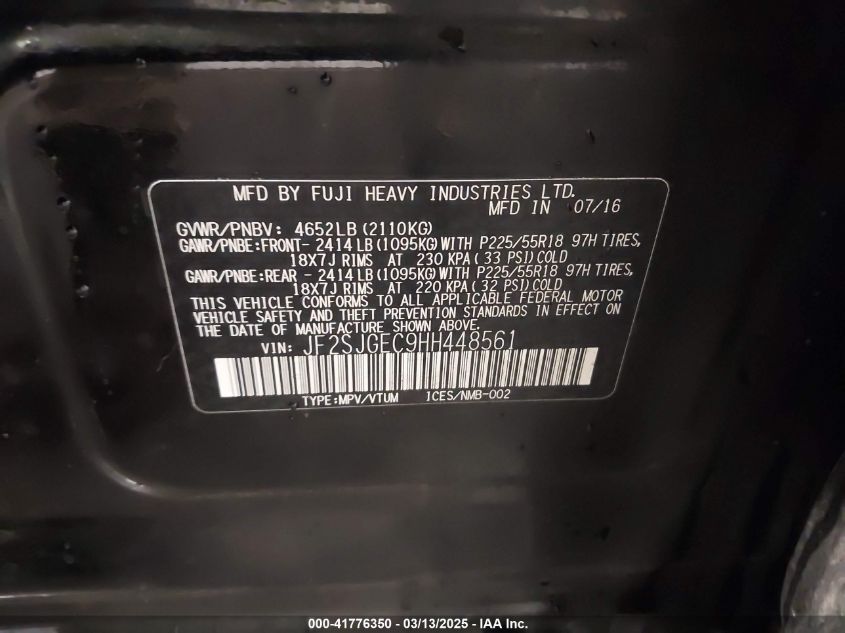 MFD BY FUJI HEAVY INDUSTRIES LTD.
MFD IN 07/16
GVWR/PNBV: 4652LB (2110KG)
GAWR/PNBE:FRONT- 2414 LB (1095KG) WITH P225/55R18 97H TIRES,
18X7J RIMS AT 230 KPA ( 33 PSI) COLD
GAWR/PNBE:REAR - 2414 LB (1095KG) WITH P225/55R18 97H TIRES,
18X7J RIMS AT 220 KPA ( 32 PSI) COLD
THIS VEHICLE CONFORMS TO ALL APPLICABLE FEDERAL MOTOR
VEHICLE SAFETY AND THEFT PREVENTION STANDARDS IN EFFECT ON
THE DATE OF MANUFACTURE SHOWN ABOVE.
VIN: JF2SJGEC9HH448561
TYPE:MPV/VTUM ICES/NMB-002
000-41776350 - 03/13/2025 - IAA Inc.